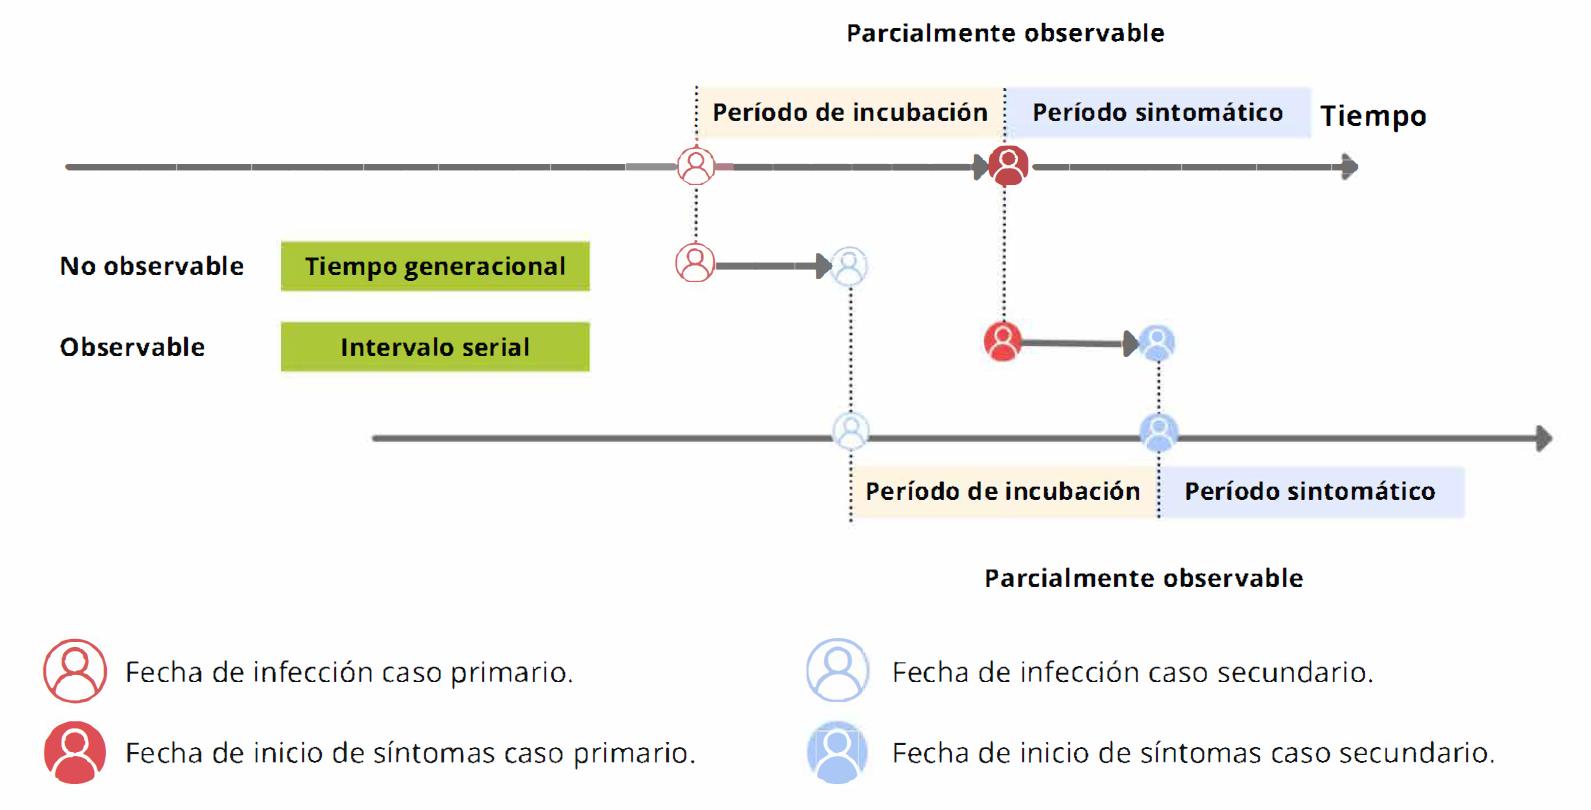 Parcialmente observable
Período de incubación
Período sintomático
Tiempo
No observable
Tiempo generacional
Observable
Intervalo serial
Período de incubación
Período sintomático
Parcialmente observable
Fecha de infección caso primario.
Fecha de infección caso secundario.
Fecha de inicio de síntomas caso primario.
Fecha de inicio de síntomas caso secundario.